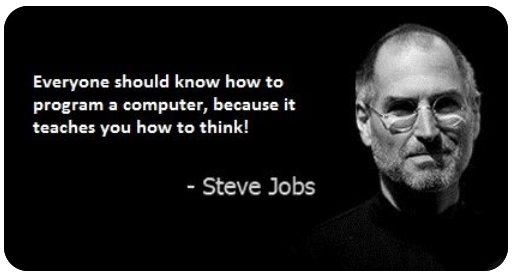 Everyone should know how to
program a computer, because it
teaches you how to think!
- Steve Jobs